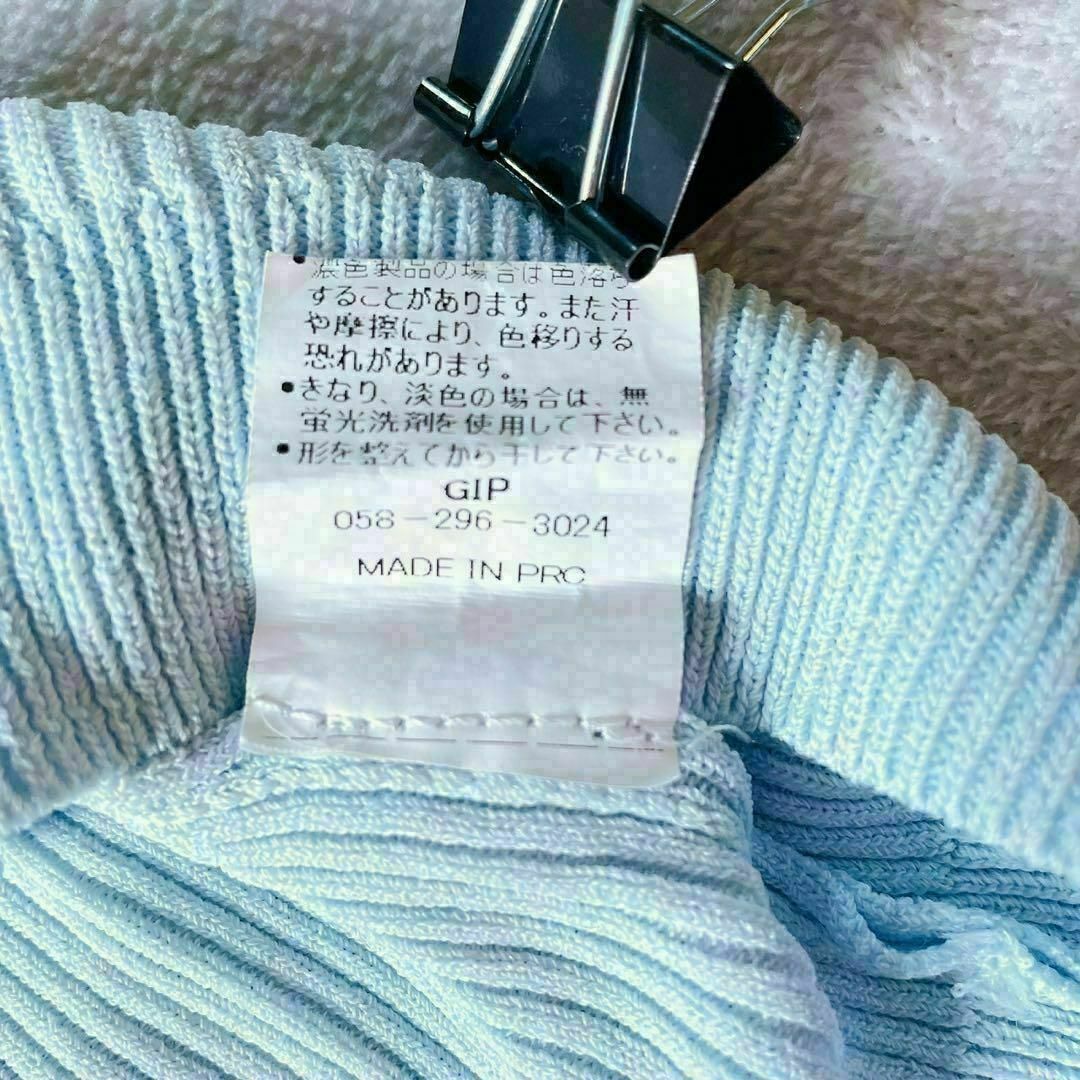 ・濃色製品の場合は色落ち
することがあります。また汗
や摩擦により、色移りする
恐れがあります。
・きなり、淡色の場合は、無
蛍光洗剤を使用して下さい。
・形を整えてから干して下さい。
GIP
058-296-3024
MADE IN PRC